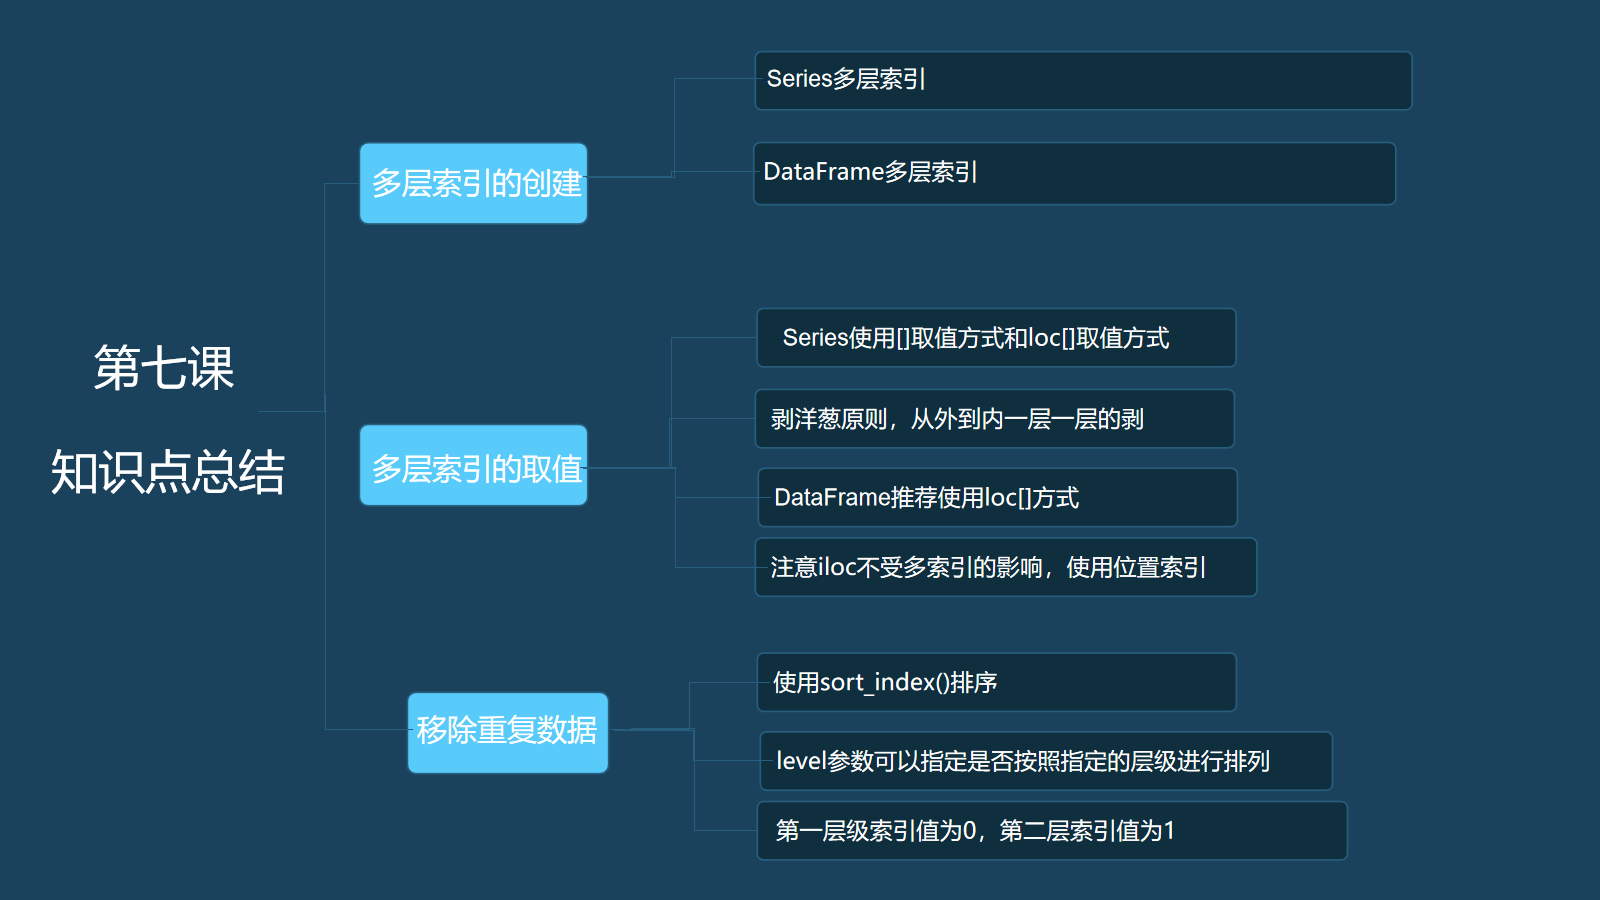 第七课
知识点总结
多层索引的创建
Series多层索引
DataFrame多层索引
多层索引的取值
Series使用[]取值方式和loc[]取值方式
剥洋葱原则，从外到内一层一层的剥
DataFrame推荐使用loc[]方式
注意iloc不受多索引的影响，使用位置索引
移除重复数据
使用sort_index()排序
level参数可以指定是否按照指定的层级进行排列
第一层级索引值为0，第二层索引值为1